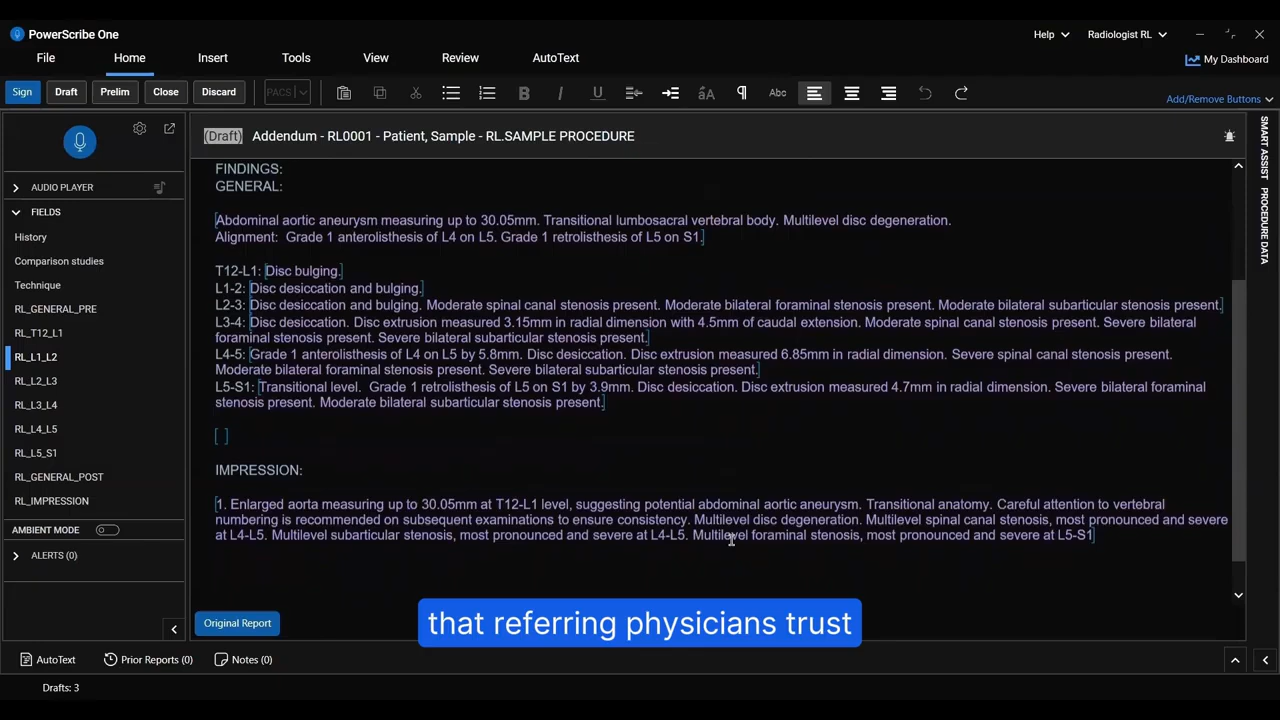 PowerScribe One
Help
Radiologist RL
File
Home
Insert
Tools
View
Review
AutoText
My Dashboard
Sign
Draft
Prelim
Close
Discard
PACS
B
I
U
Abc
Add/Remove Buttons
(Draft) Addendum - RL0001 - Patient, Sample - RL.SAMPLE PROCEDURE
AUDIO PLAYER
FIELDS
History
Comparison studies
Technique
RL_GENERAL_PRE
RL_T12_L1
RL_L1_L2
RL_L2_L3
RL_L3_L4
RL_L4_L5
RL_L5_S1
RL_GENERAL_POST
RL_IMPRESSION
AMBIENT MODE
ALERTS (0)
FINDINGS:
GENERAL:
[Abdominal aortic aneurysm measuring up to 30.05mm. Transitional lumbosacral vertebral body. Multilevel disc degeneration.
Alignment: Grade 1 anterolisthesis of L4 on L5. Grade 1 retrolisthesis of L5 on S1.]
T12-L1: [Disc bulging.]
L1-2: [Disc desiccation and bulging.]
L2-3: [Disc desiccation and bulging. Moderate spinal canal stenosis present. Moderate bilateral foraminal stenosis present. Moderate bilateral subarticular stenosis present.]
L3-4: [Disc desiccation. Disc extrusion measured 3.15mm in radial dimension with 4.5mm of caudal extension. Moderate spinal canal stenosis present. Severe bilateral
foraminal stenosis present. Severe bilateral subarticular stenosis present.]
L4-5: [Grade 1 anterolisthesis of L4 on L5 by 5.8mm. Disc desiccation. Disc extrusion measured 6.85mm in radial dimension. Severe spinal canal stenosis present.
Moderate bilateral foraminal stenosis present. Severe bilateral subarticular stenosis present.]
L5-S1: [Transitional level. Grade 1 retrolisthesis of L5 on S1 by 3.9mm. Disc desiccation. Disc extrusion measured 4.7mm in radial dimension. Severe bilateral foraminal
stenosis present. Moderate bilateral subarticular stenosis present.]
[ ]
IMPRESSION:
[1. Enlarged aorta measuring up to 30.05mm at T12-L1 level, suggesting potential abdominal aortic aneurysm. Transitional anatomy. Careful attention to vertebral
numbering is recommended on subsequent examinations to ensure consistency. Multilevel disc degeneration. Multilevel spinal canal stenosis, most pronounced and severe
at L4-L5. Multilevel subarticular stenosis, most pronounced and severe at L4-L5. Multilevel foraminal stenosis, most pronounced and severe at L5-S1]
SMART ASSIST
PROCEDURE DATA
Original Report
that referring physicians trust
AutoText
Prior Reports (0)
Notes (0)
Drafts: 3